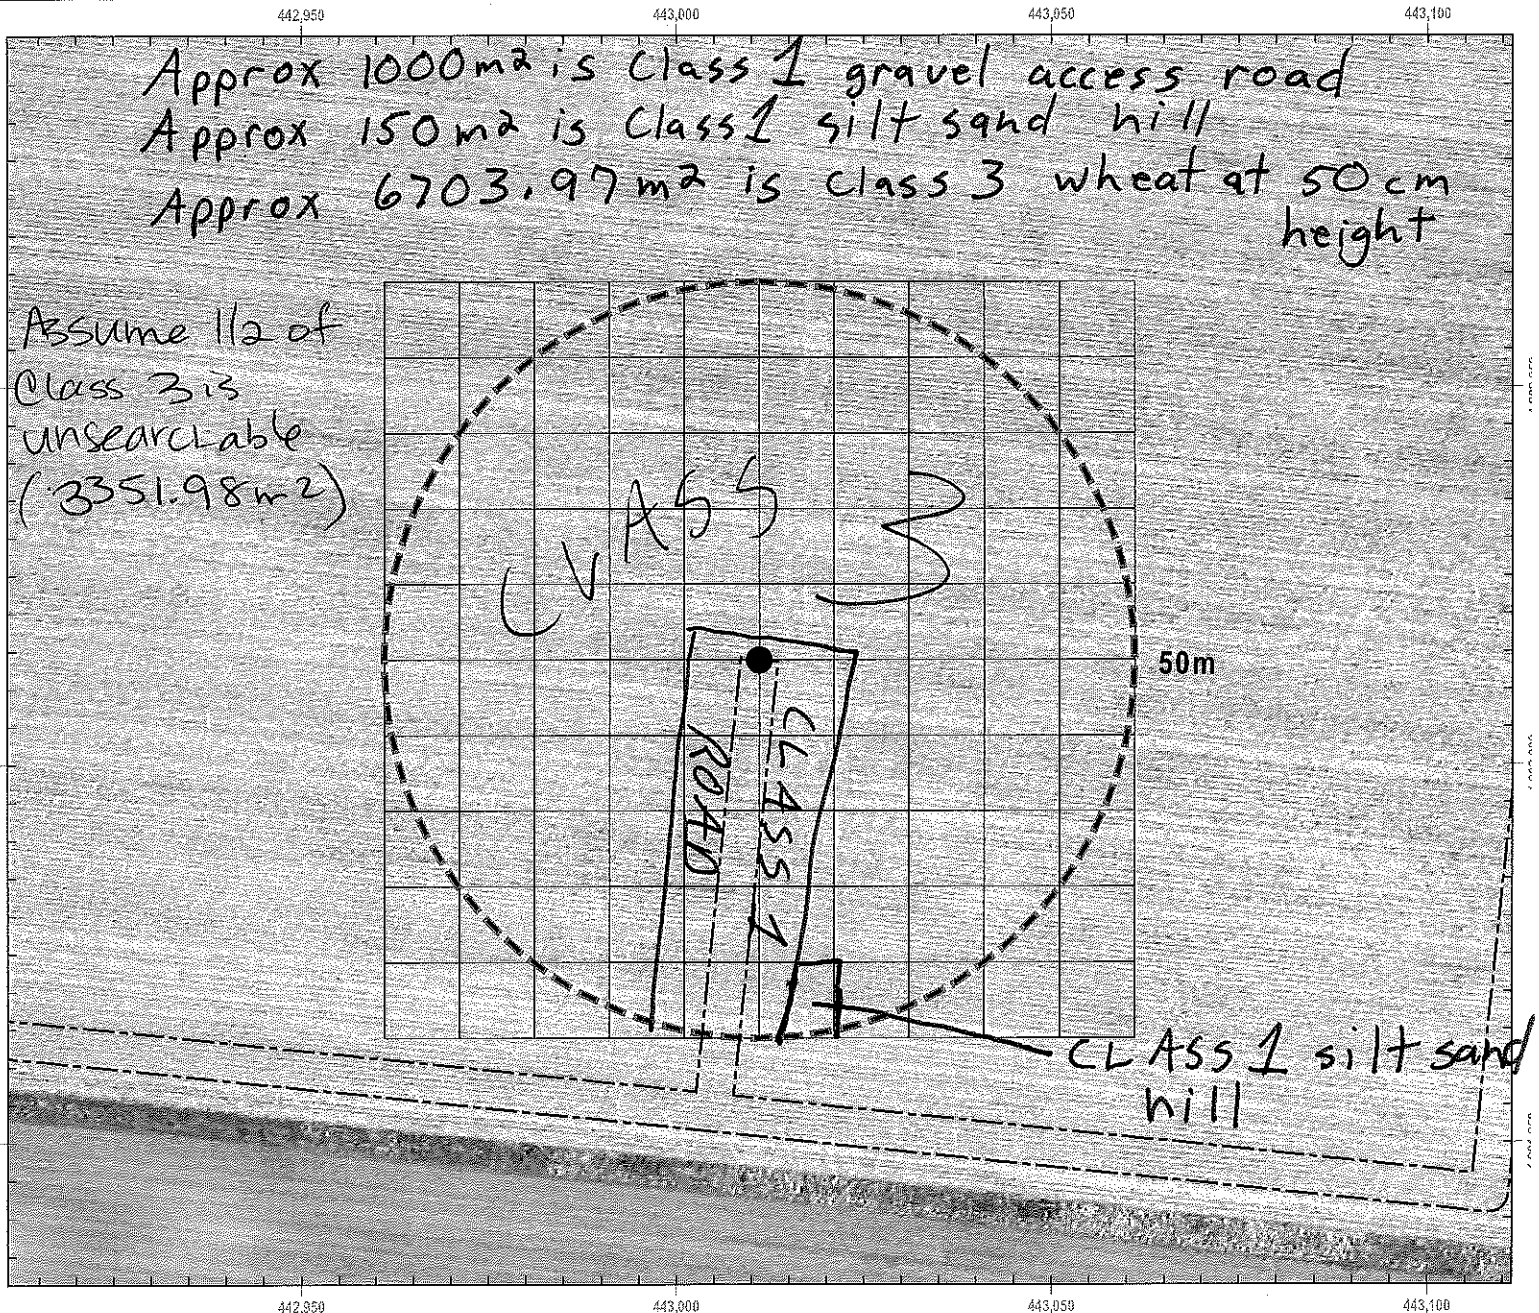 442,950 443,000 443,050 443,100
Approx 1000m2 is Class 1 gravel access road
Approx 150m2 is Class 1 silt sand hill
Approx 6703.97m2 is class 3 wheat at 50 cm
height
Assume 1/2 of
Class 3 is
unsearchable
(3351.98m2)
CLASS 3
50m
CLASS 1
ROAD
CLASS 1 silt sand
hill
442,950 443,000 443,050 443,100